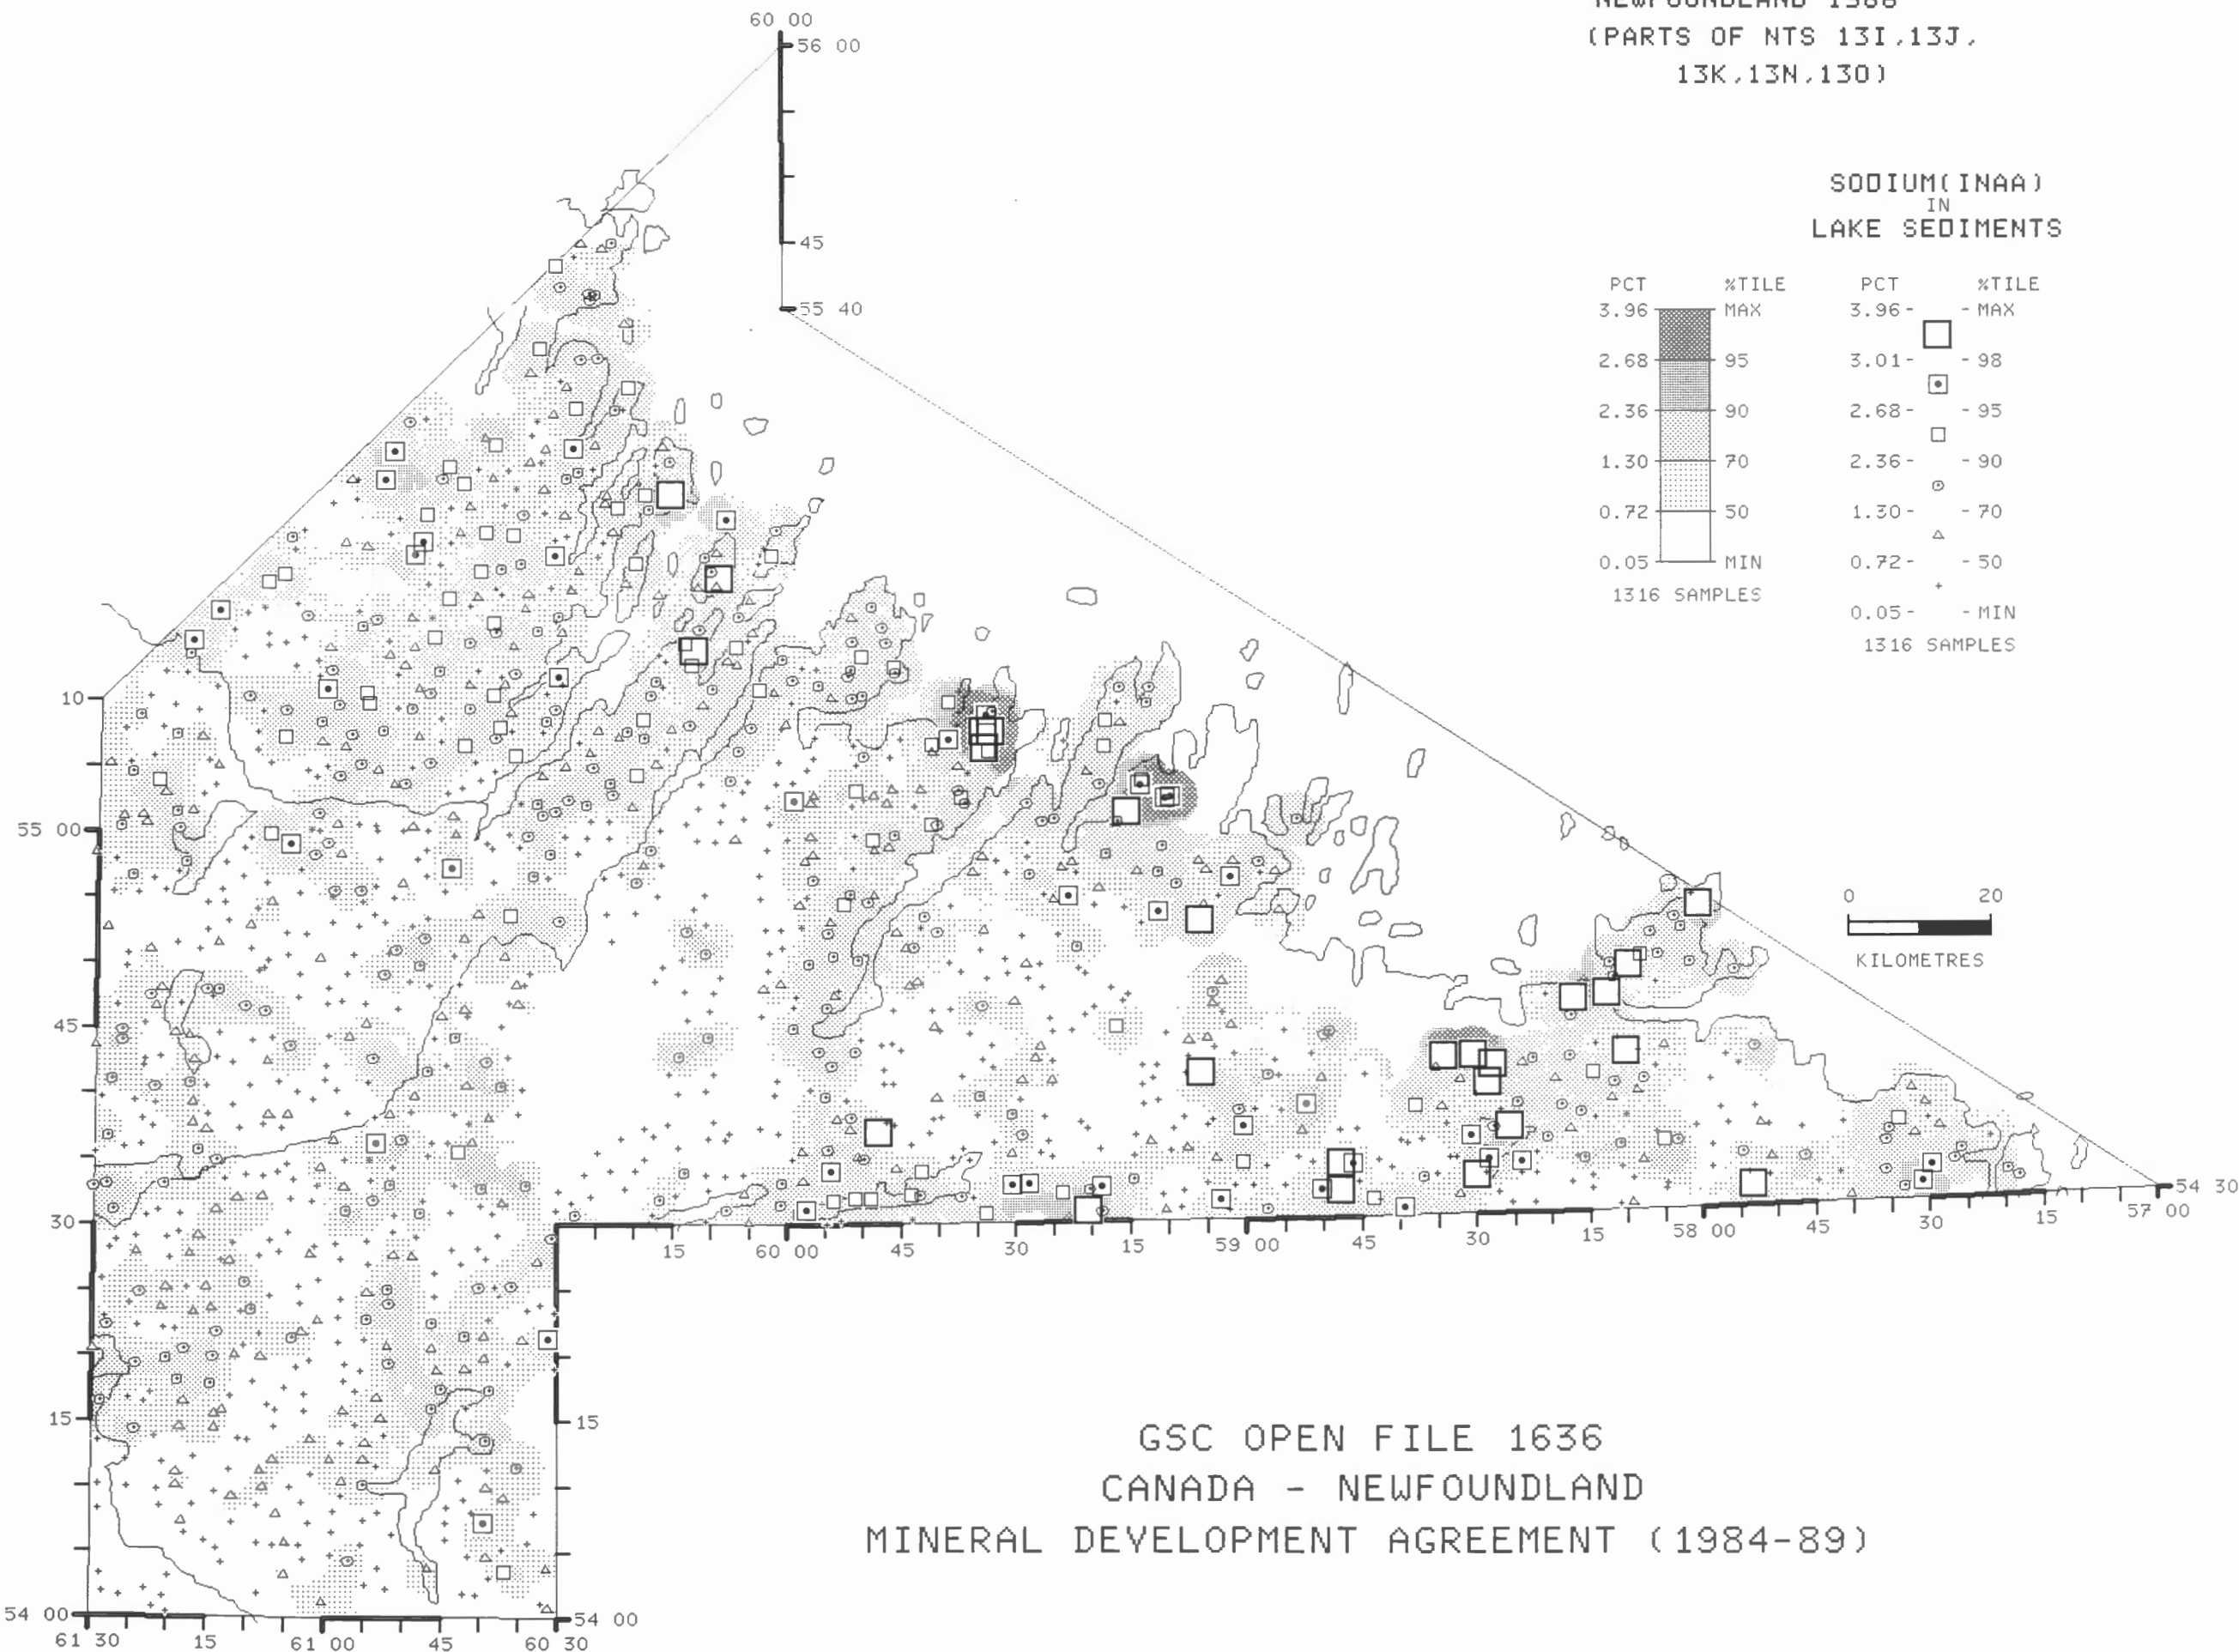 NEWFOUNDLAND 1988
(PARTS OF NTS 13I,13J,
13K,13N,13O)
SODIUM(INAA)
IN
LAKE SEDIMENTS
PCT %TILE
3.96 MAX
2.68 95
2.36 90
1.30 70
0.72 50
0.05 MIN
1316 SAMPLES
PCT %TILE
3.96- - MAX
3.01- - 98
2.68- - 95
2.36- - 90
1.30- - 70
0.72- - 50
0.05- - MIN
1316 SAMPLES
60 00
56 00
45
55 40
10
55 00
45
30
15
54 00
61 30
15
61 00
45
60 30
54 00
15
15
60 00
45
30
15
59 00
45
30
15
58 00
45
30
15
57 00
54 30
0 20
KILOMETRES
GSC OPEN FILE 1636
CANADA - NEWFOUNDLAND
MINERAL DEVELOPMENT AGREEMENT (1984-89)